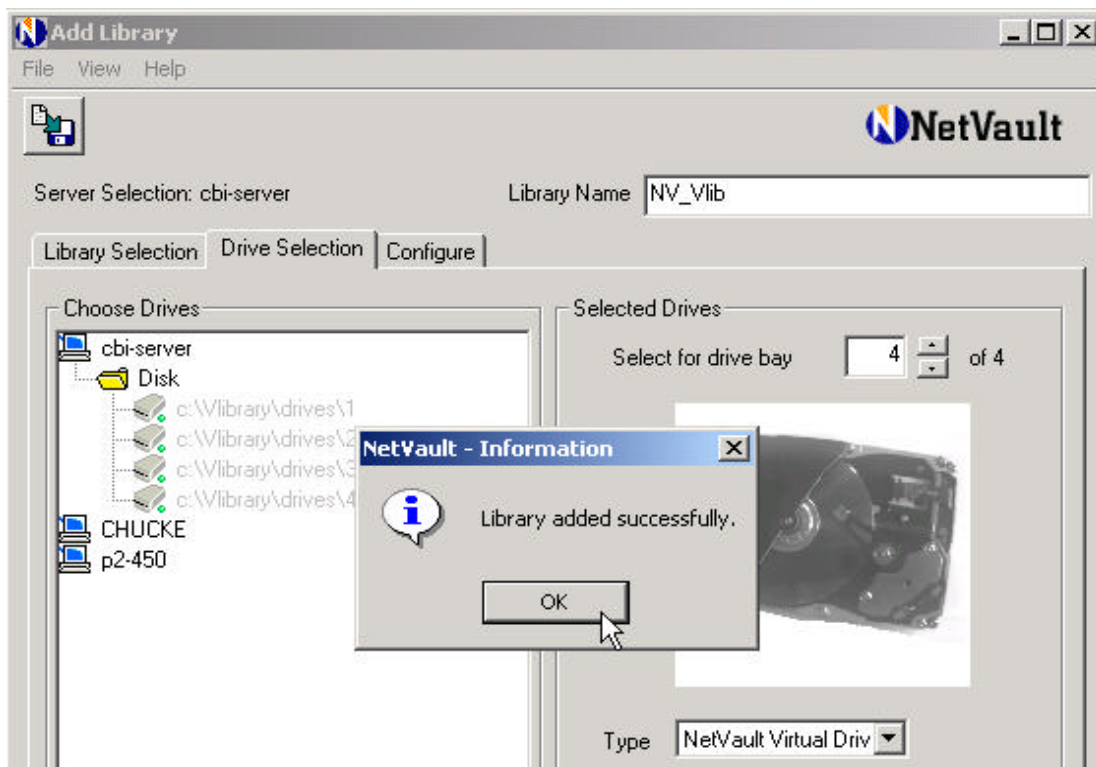 Add Library
File View Help
NetVault
Server Selection: cbi-server
Library Name NV_Vlib
Library Selection Drive Selection Configure
Choose Drives
cbi-server
Disk
c:\Vlibrary\drives\1
c:\Vlibrary\drives\2
c:\Vlibrary\drives\3
c:\Vlibrary\drives\4
CHUCKE
p2-450
Selected Drives
Select for drive bay 4 of 4
NetVault - Information
Library added successfully.
OK
Type NetVault Virtual Driv